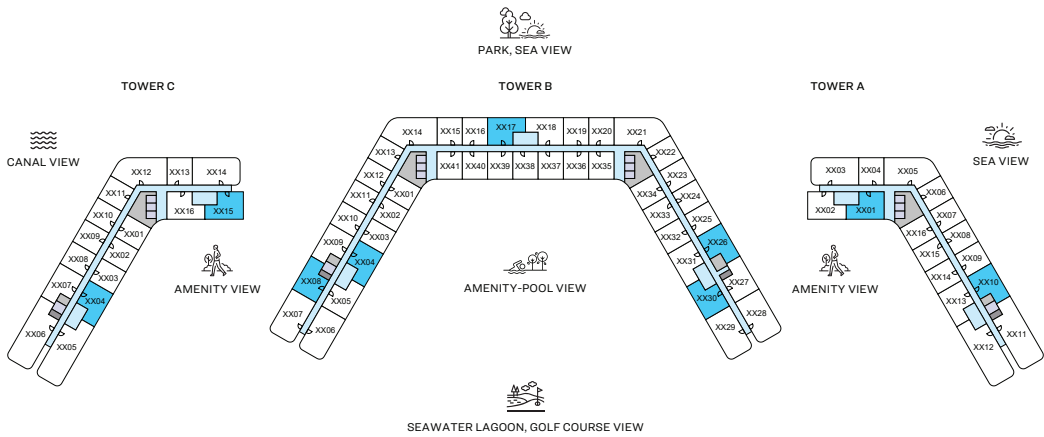 PARK, SEA VIEW
TOWER C
TOWER B
TOWER A
CANAL VIEW
SEA VIEW
XX12
XX13
XX14
XX11
XX10
XX09
XX08
XX07
XX06
XX01
XX02
XX03
XX04
XX05
XX16
XX15
AMENITY VIEW
XX14
XX15
XX16
XX17
XX18
XX19
XX20
XX21
XX13
XX12
XX11
XX10
XX09
XX08
XX07
XX41
XX40
XX39
XX38
XX37
XX36
XX35
XX01
XX02
XX03
XX04
XX05
XX06
XX22
XX23
XX24
XX25
XX26
XX27
XX28
XX34
XX33
XX32
XX31
XX30
XX29
AMENITY-POOL VIEW
XX03
XX04
XX05
XX02
XX01
XX06
XX07
XX08
XX09
XX10
XX11
XX16
XX15
XX14
XX13
XX12
AMENITY VIEW
SEAWATER LAGOON, GOLF COURSE VIEW